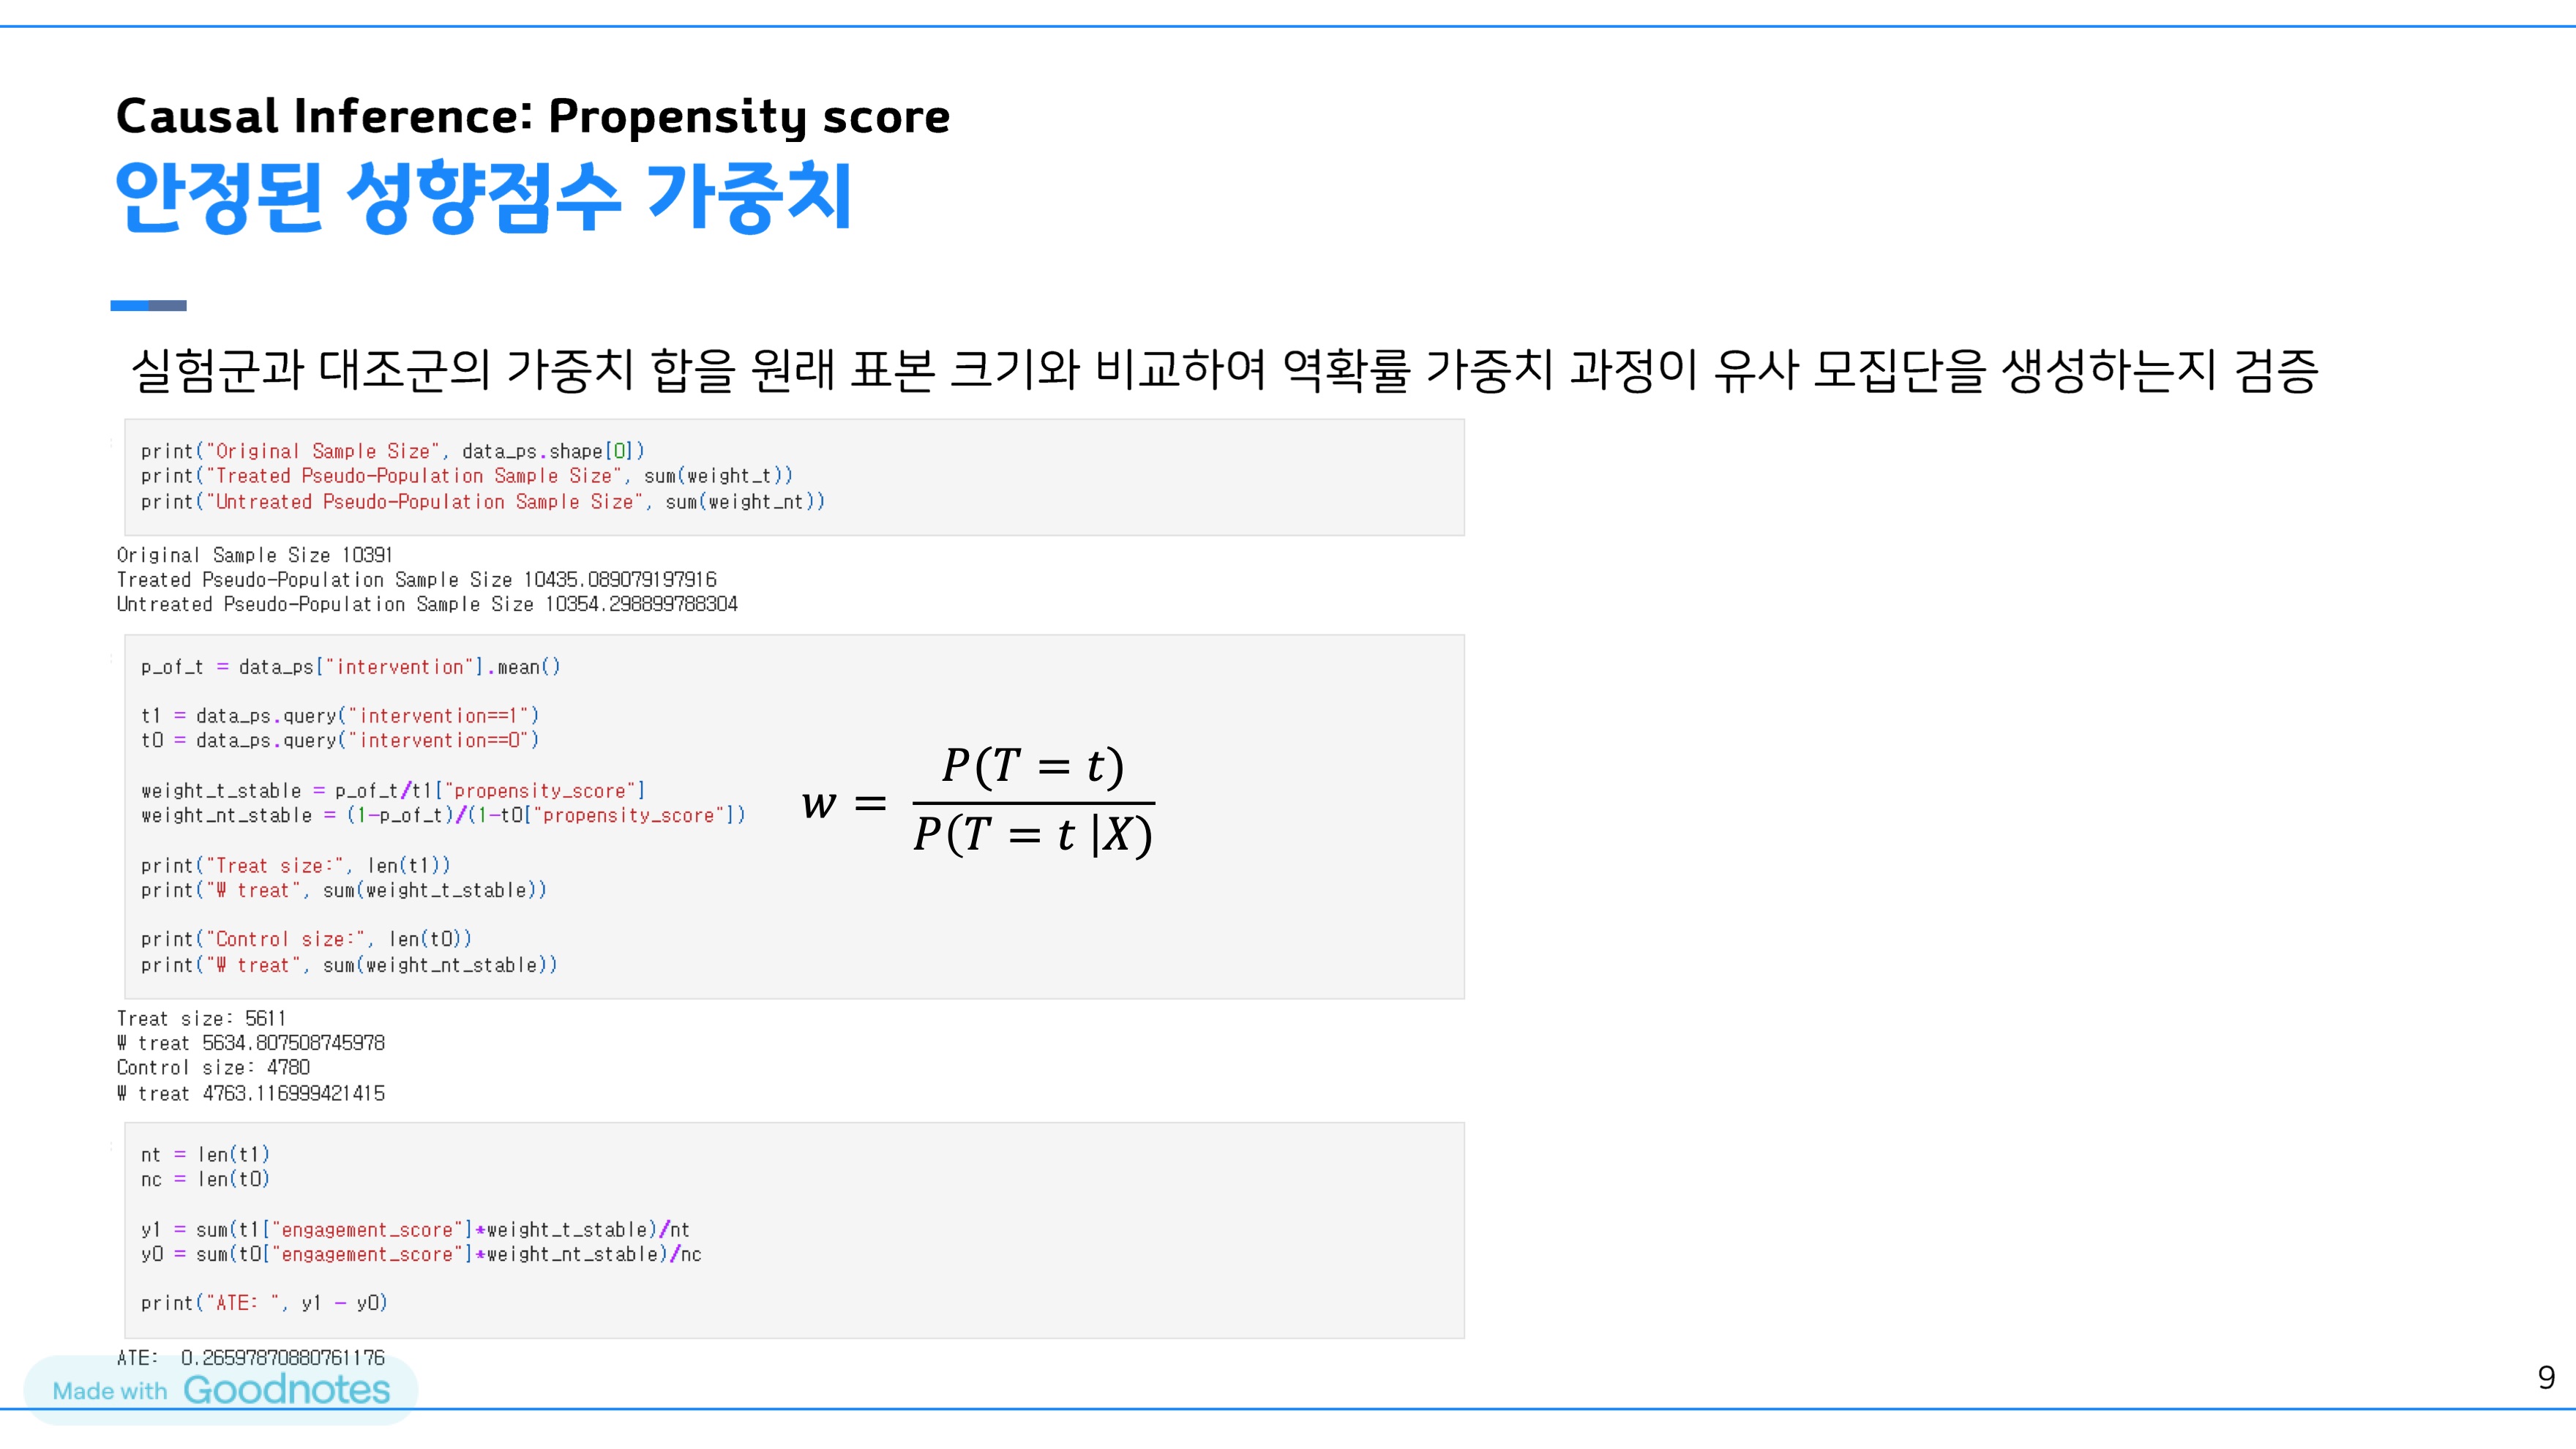 Causal Inference: Propensity score
안정된 성향점수 가중치
실험군과 대조군의 가중치 합을 원래 표본 크기와 비교하여 역확률 가중치 과정이 유사 모집단을 생성하는지 검증
print("Original Sample Size", data_ps.shape[0])
print("Treated Pseudo-Population Sample Size", sum(weight_t))
print("Untreated Pseudo-Population Sample Size", sum(weight_nt))
Original Sample Size 10391
Treated Pseudo-Population Sample Size 10435.089079197916
Untreated Pseudo-Population Sample Size 10354.298899788304
p_of_t = data_ps["intervention"].mean()
t1 = data_ps.query("intervention==1")
t0 = data_ps.query("intervention==0")
weight_t_stable = p_of_t/t1["propensity_score"]
weight_nt_stable = (1-p_of_t)/(1-t0["propensity_score"])
print("Treat size:", len(t1))
print("W treat", sum(weight_t_stable))
print("Control size:", len(t0))
print("W treat", sum(weight_nt_stable))
w = P(T = t) / P(T = t |X)
Treat size: 5611
W treat 5634.807508745978
Control size: 4780
W treat 4763.116999421415
nt = len(t1)
nc = len(t0)
y1 = sum(t1["engagement_score"]*weight_t_stable)/nt
y0 = sum(t0["engagement_score"]*weight_nt_stable)/nc
print("ATE: ", y1 - y0)
ATE:  0.26597870880761176
Made with Goodnotes
9